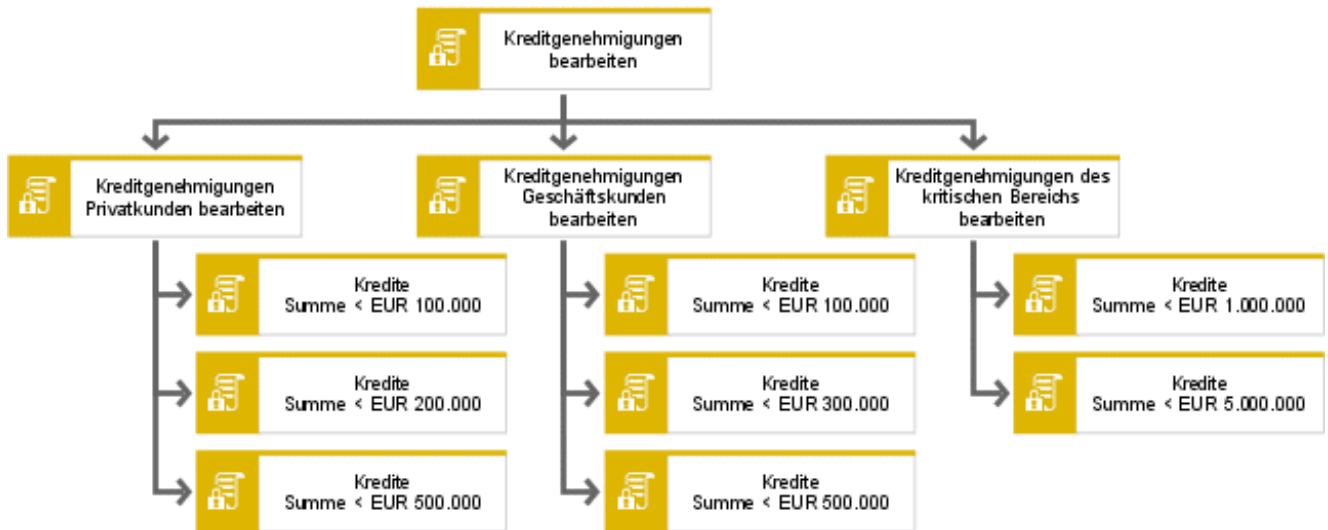 Kreditgenehmigungen
bearbeiten
Kreditgenehmigungen
Privatkunden bearbeiten
Kreditgenehmigungen
Geschäftskunden
bearbeiten
Kreditgenehmigungen des
kritischen Bereichs
bearbeiten
Kredite
Summe < EUR 100.000
Kredite
Summe < EUR 100.000
Kredite
Summe < EUR 1.000.000
Kredite
Summe < EUR 200.000
Kredite
Summe < EUR 300.000
Kredite
Summe < EUR 5.000.000
Kredite
Summe < EUR 500.000
Kredite
Summe < EUR 500.000